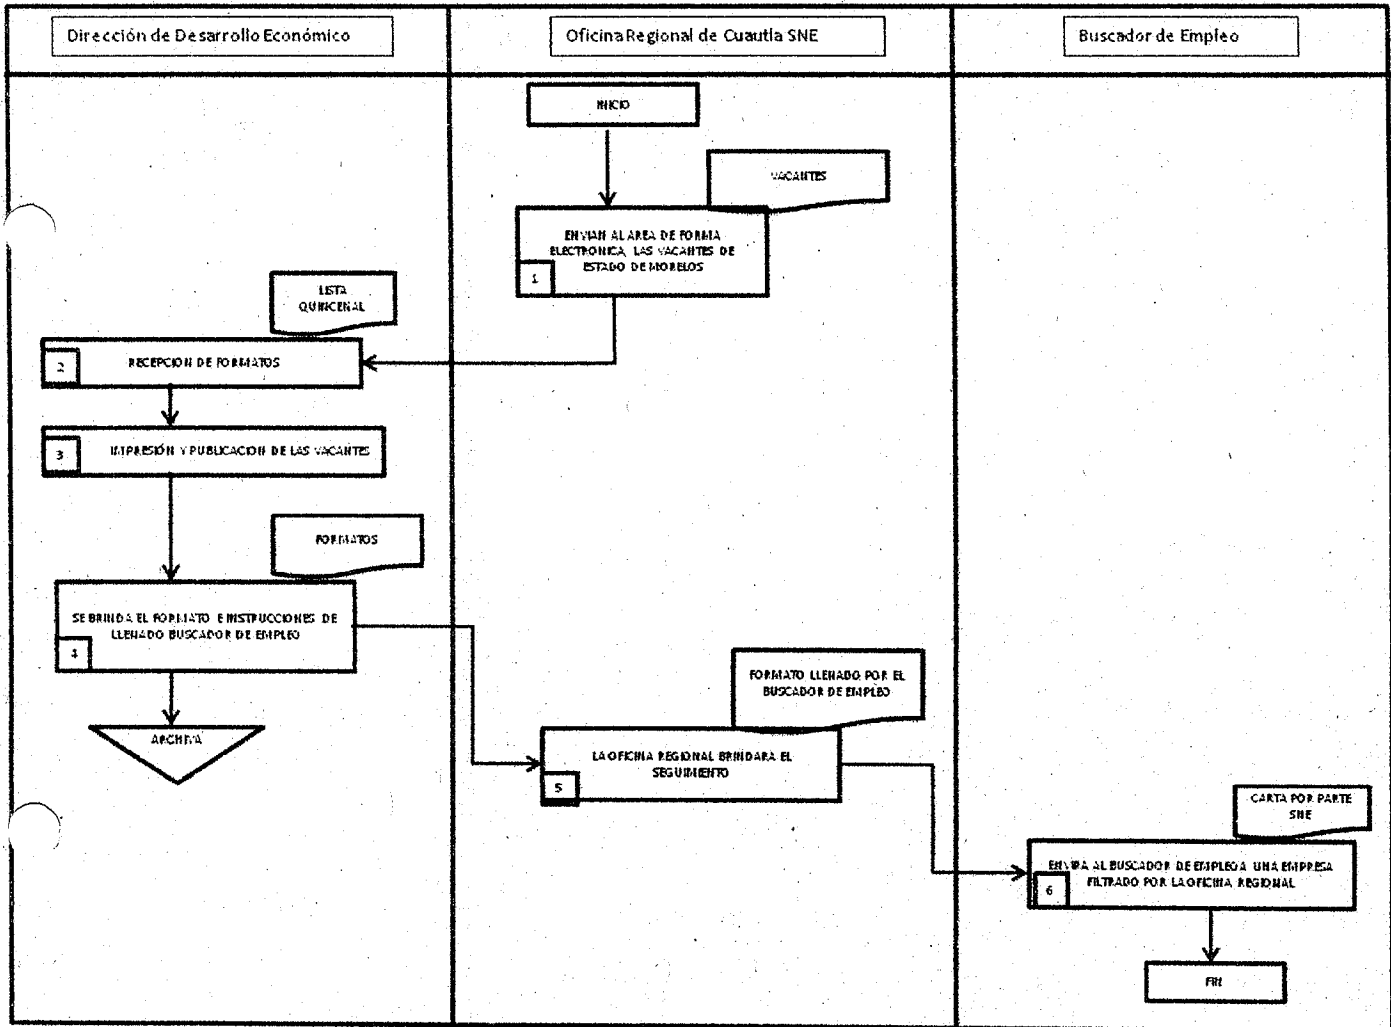 Dirección de Desarrollo Económico
Oficina Regional de Cuautla SNE
Buscador de Empleo
INICIO
VACANTES
ENVIAN AL AREA DE FORMA
ELECTRONICA, LAS VACANTES DE
ESTADO DE MORELOS
1
LISTA
QUINCENAL
2
RECEPCION DE FORMATOS
3
IMPRESIÓN Y PUBLICACION DE LAS VACANTES
FORMATOS
SE BRINDA EL FORMATO E INSTRUCCIONES DE
LLENADO BUSCADOR DE EMPLEO
4
ARCHIVA
FORMATO LLENADO POR EL
BUSCADOR DE EMPLEO
LA OFICINA REGIONAL BRINDARA EL
SEGUIMIENTO
5
CARTA POR PARTE
SNE
ENVIRA AL BUSCADOR DE EMPLEOA UNA EMPRESA
FILTRADO POR LA OFICINA REGIONAL
6
FIN